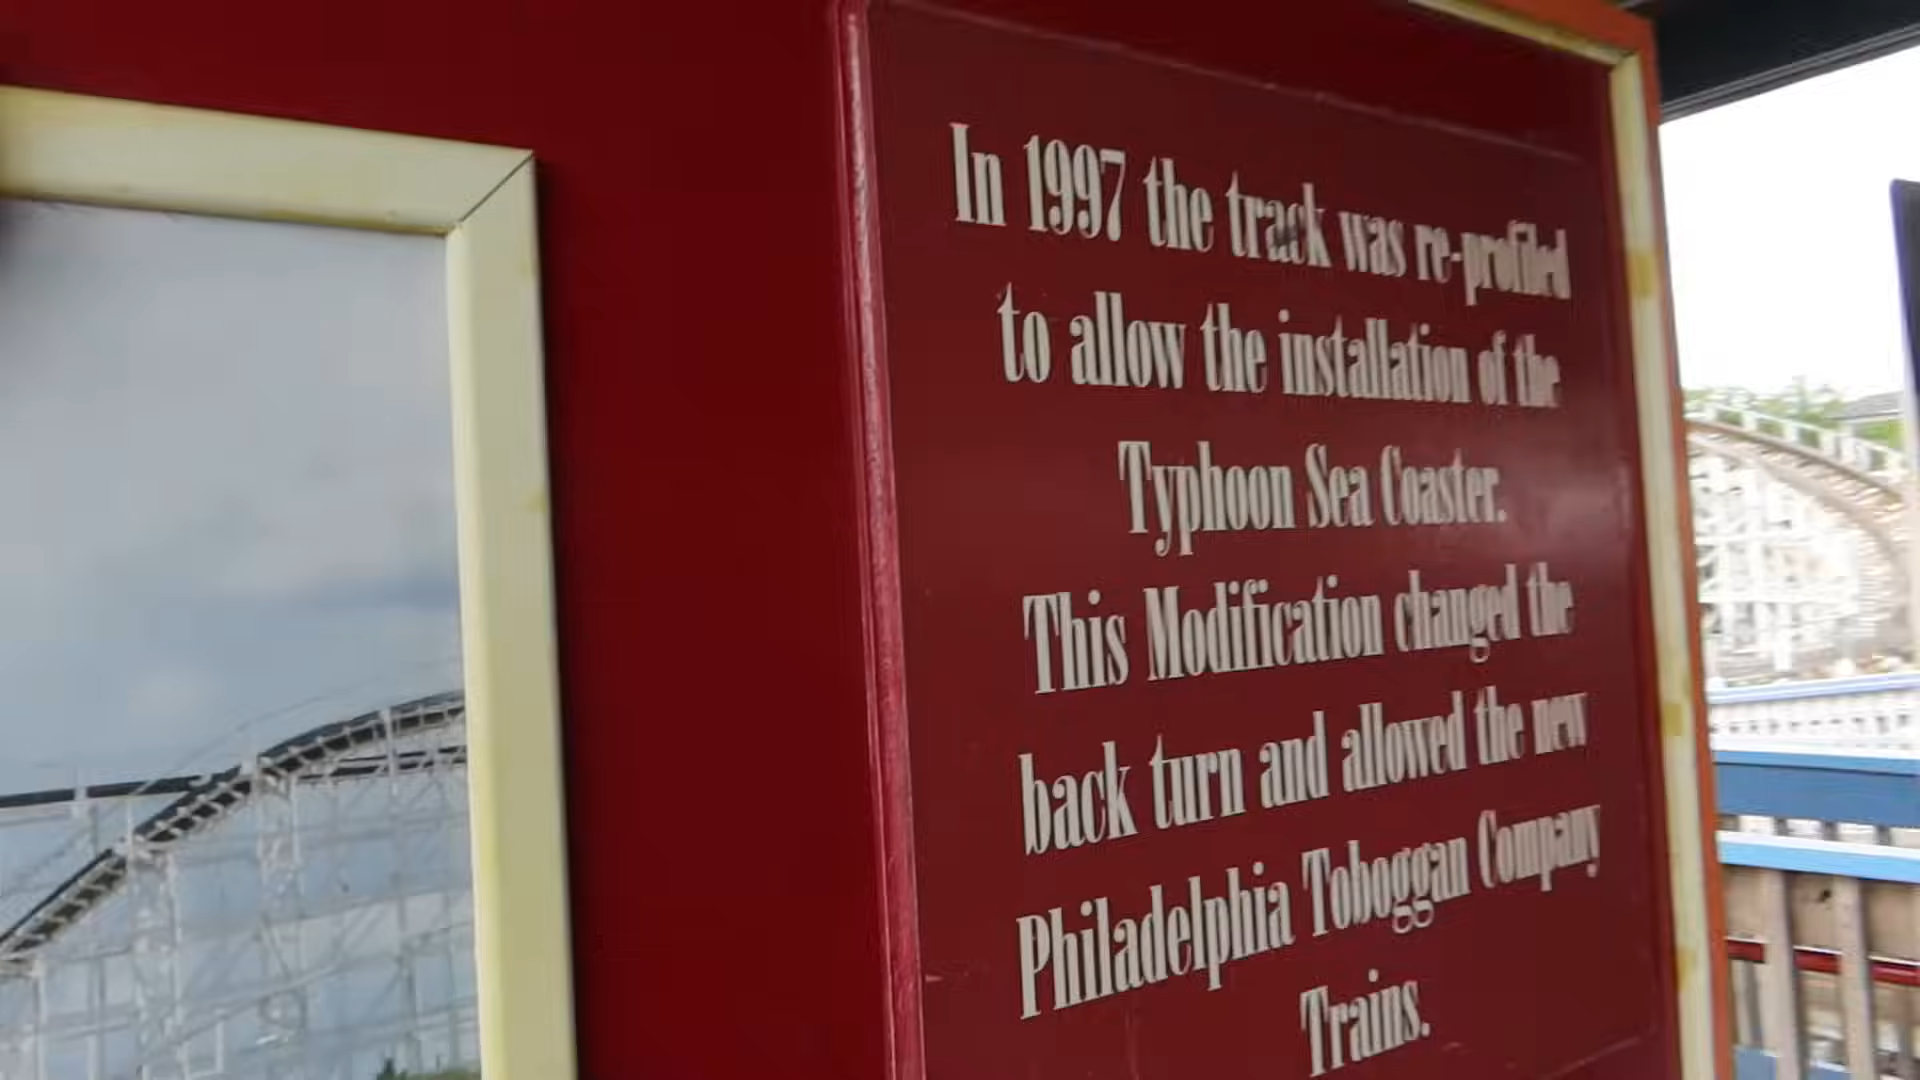 In 1997 the track was re-profiled
to allow the installation of the
Typhoon Sea Coaster.
This Modification changed the
back turn and allowed the new
Philadelphia Toboggan Company
Trains.